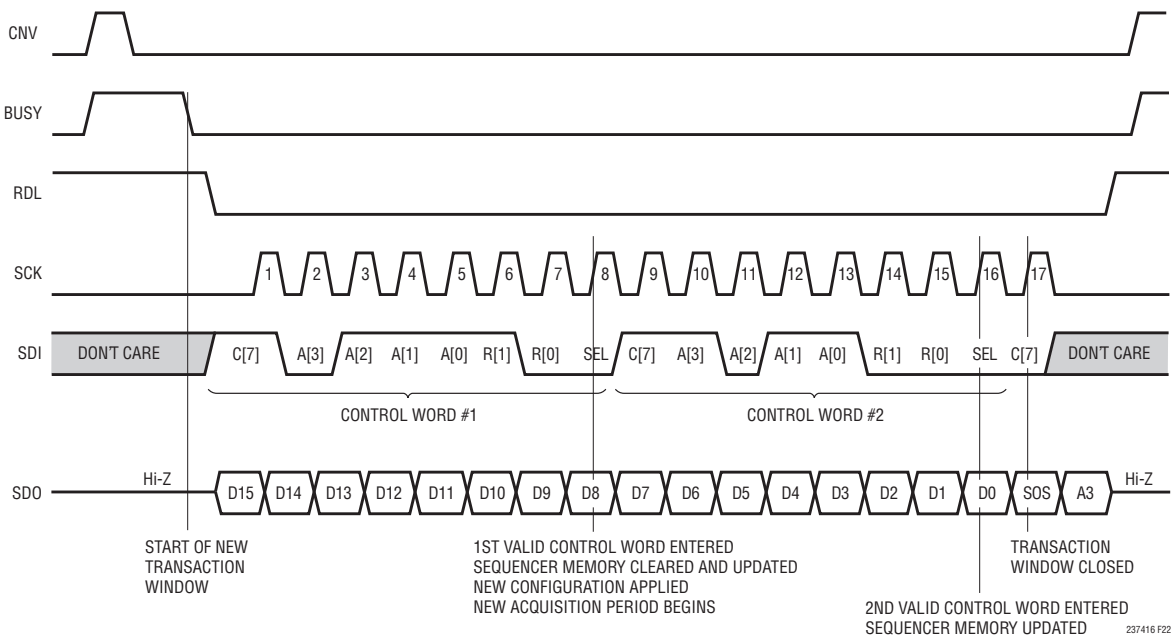 CNV
BUSY
RDL
SCK 1 2 3 4 5 6 7 8 9 10 11 12 13 14 15 16 17
SDI DON'T CARE C[7] A[3] A[2] A[1] A[0] R[1] R[0] SEL C[7] A[3] A[2] A[1] A[0] R[1] R[0] SEL C[7] DON'T CARE
CONTROL WORD #1 CONTROL WORD #2
SDO Hi-Z D15 D14 D13 D12 D11 D10 D9 D8 D7 D6 D5 D4 D3 D2 D1 D0 SOS A3 Hi-Z
START OF NEW
TRANSACTION
WINDOW
1ST VALID CONTROL WORD ENTERED
SEQUENCER MEMORY CLEARED AND UPDATED
NEW CONFIGURATION APPLIED
NEW ACQUISITION PERIOD BEGINS
TRANSACTION
WINDOW CLOSED
2ND VALID CONTROL WORD ENTERED
SEQUENCER MEMORY UPDATED
237416 F22